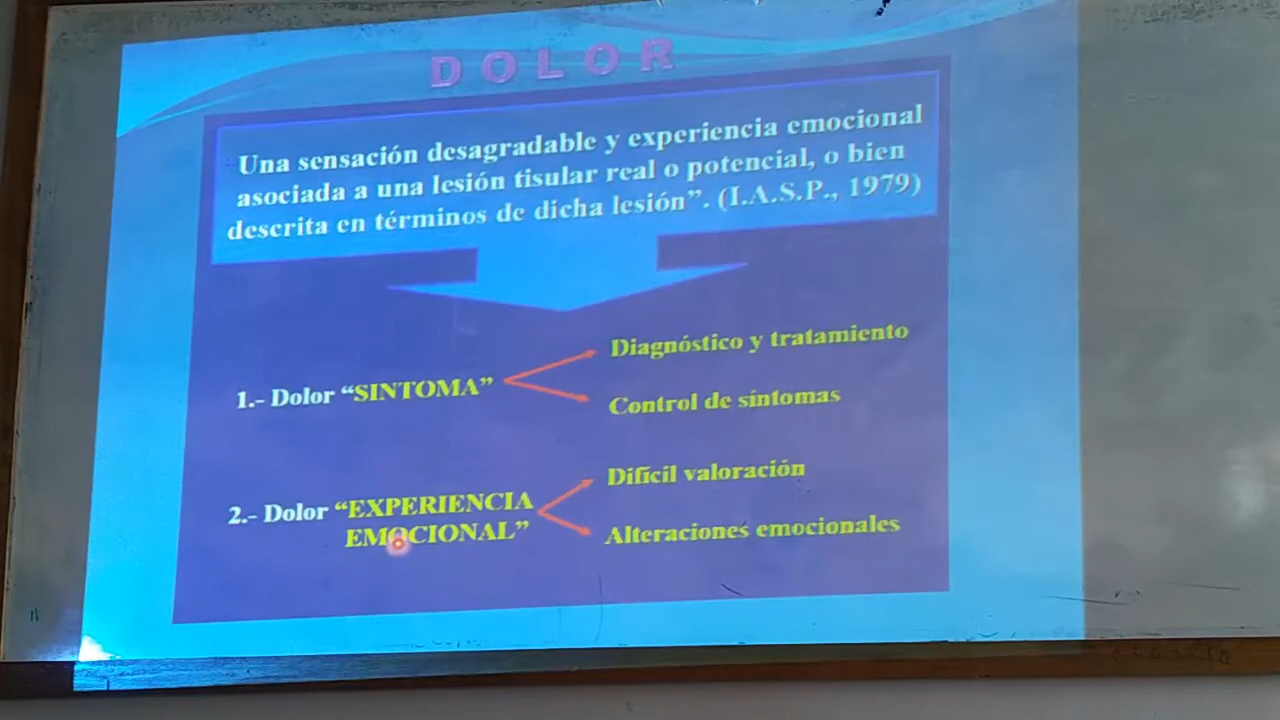 DOLOR
"Una sensación desagradable y experiencia emocional
asociada a una lesión tisular real o potencial, o bien
descrita en términos de dicha lesión". (I.A.S.P., 1979)
1.- Dolor "SINTOMA"
Diagnóstico y tratamiento
Control de síntomas
2.- Dolor "EXPERIENCIA
EMOCIONAL"
Difícil valoración
Alteraciones emocionales